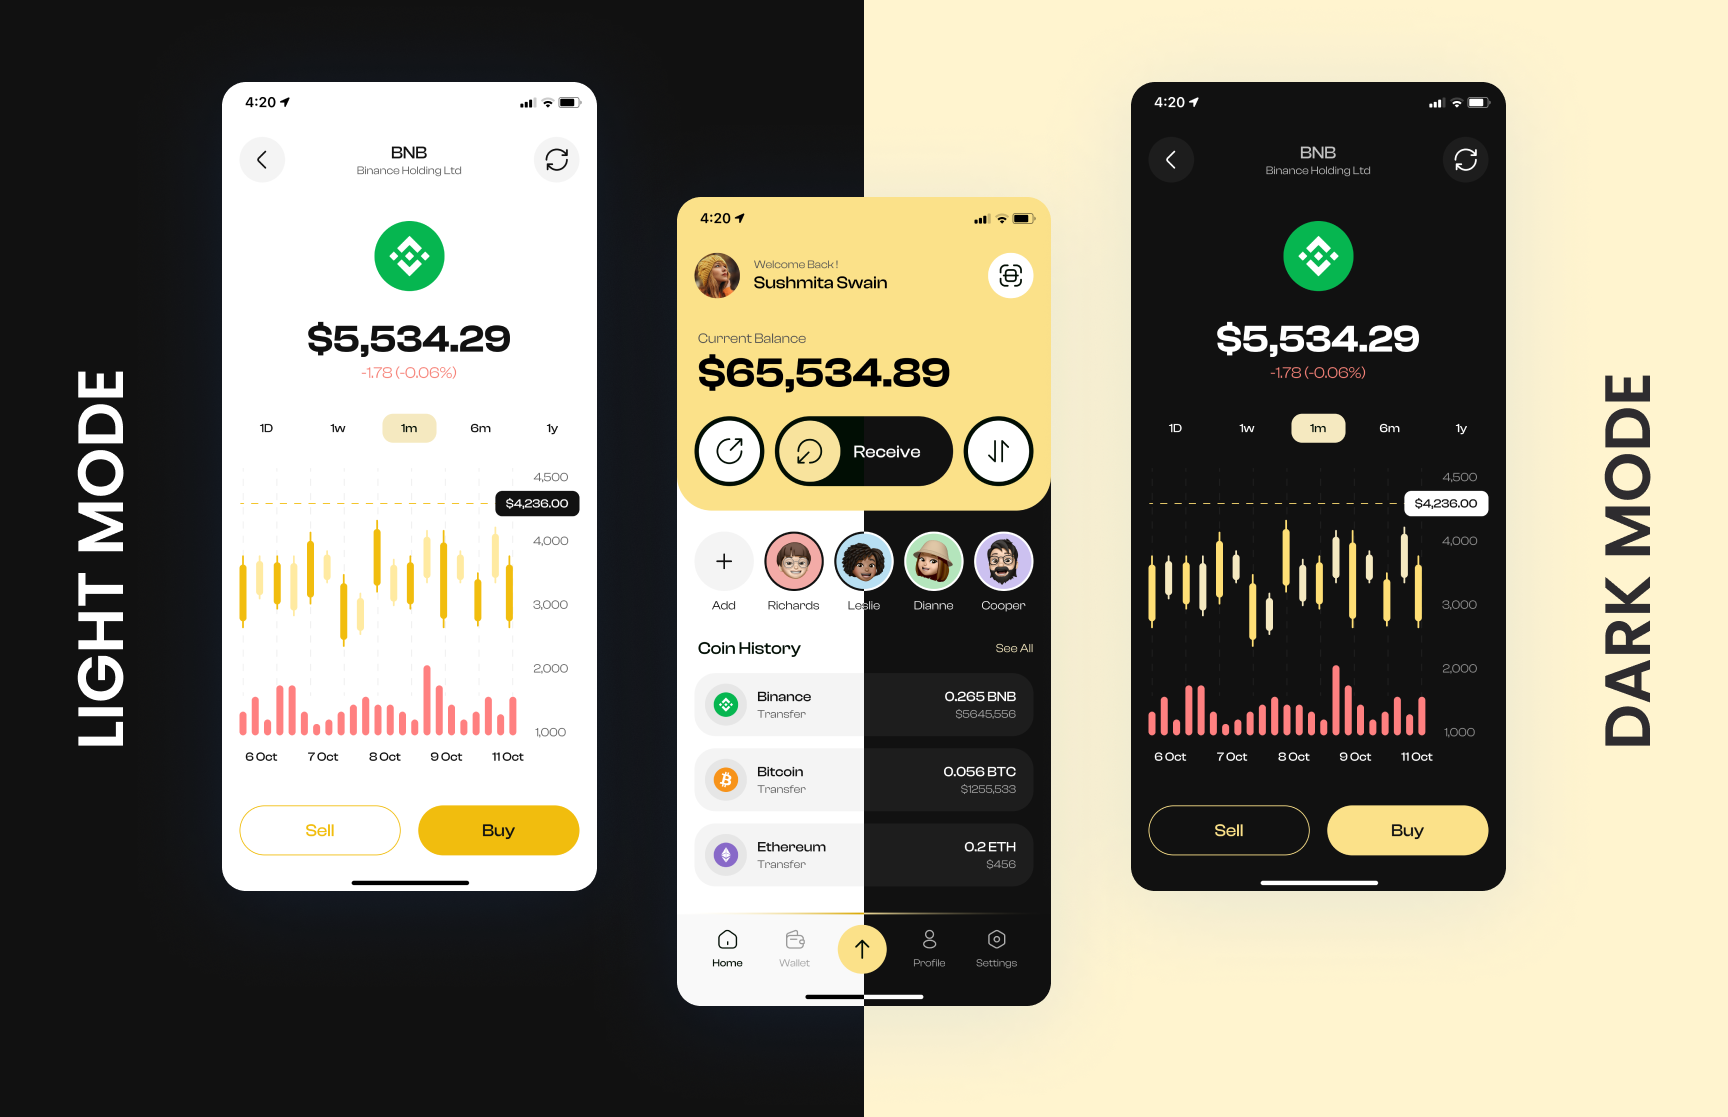 LIGHT MODE
4:20
BNB
Binance Holding Ltd
$5,534.29
-1.78 (-0.06%)
1D 1w 1m 6m 1y
4,500
$4,236.00
4,000
3,000
2,000
1,000
6 Oct 7 Oct 8 Oct 9 Oct 11 Oct
Sell Buy
4:20
Welcome Back !
Sushmita Swain
Current Balance
$65,534.89
Receive
Add Richards Leslie Dianne Cooper
Coin History See All
Binance 0.265 BNB
Transfer $5645,556
Bitcoin 0.056 BTC
Transfer $1255,533
Ethereum 0.2 ETH
Transfer $456
Home Wallet Profile Settings
4:20
BNB
Binance Holding Ltd
$5,534.29
-1.78 (-0.06%)
1D 1w 1m 6m 1y
4,500
$4,236.00
4,000
3,000
2,000
1,000
6 Oct 7 Oct 8 Oct 9 Oct 11 Oct
Sell Buy
DARK MODE